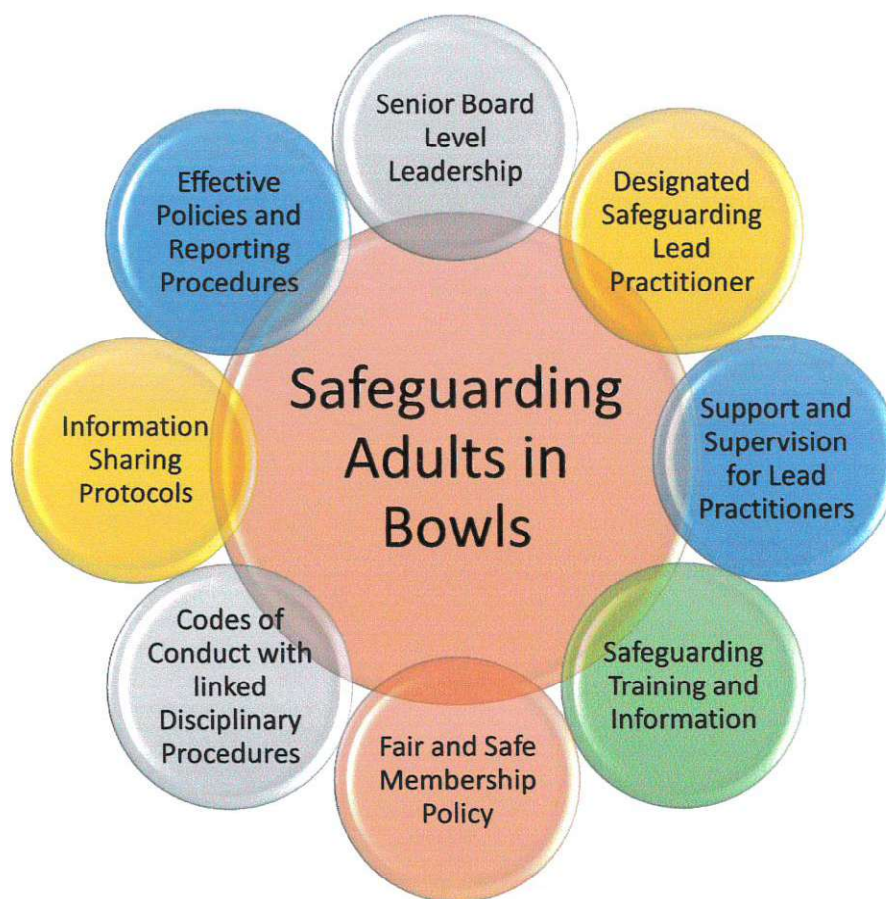 Senior Board
Level
Leadership
Designated
Safeguarding
Lead
Practitioner
Support and
Supervision
for Lead
Practitioners
Safeguarding
Training and
Information
Fair and Safe
Membership
Policy
Codes of
Conduct with
linked
Disciplinary
Procedures
Information
Sharing
Protocols
Effective
Policies and
Reporting
Procedures
Safeguarding
Adults in
Bowls